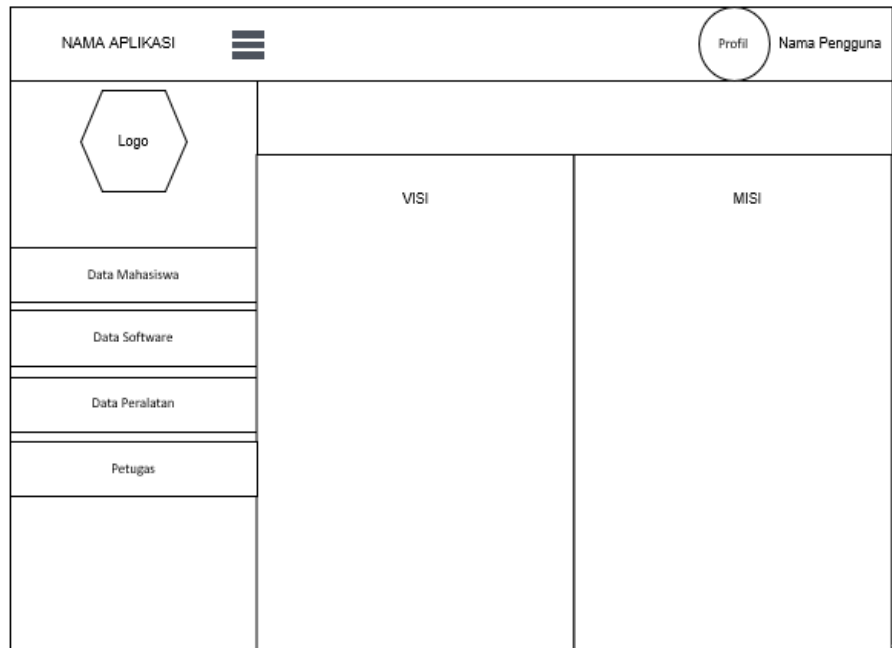 NAMA APLIKASI
Profil
Nama Pengguna
Logo
VISI
MISI
Data Mahasiswa
Data Software
Data Peralatan
Petugas